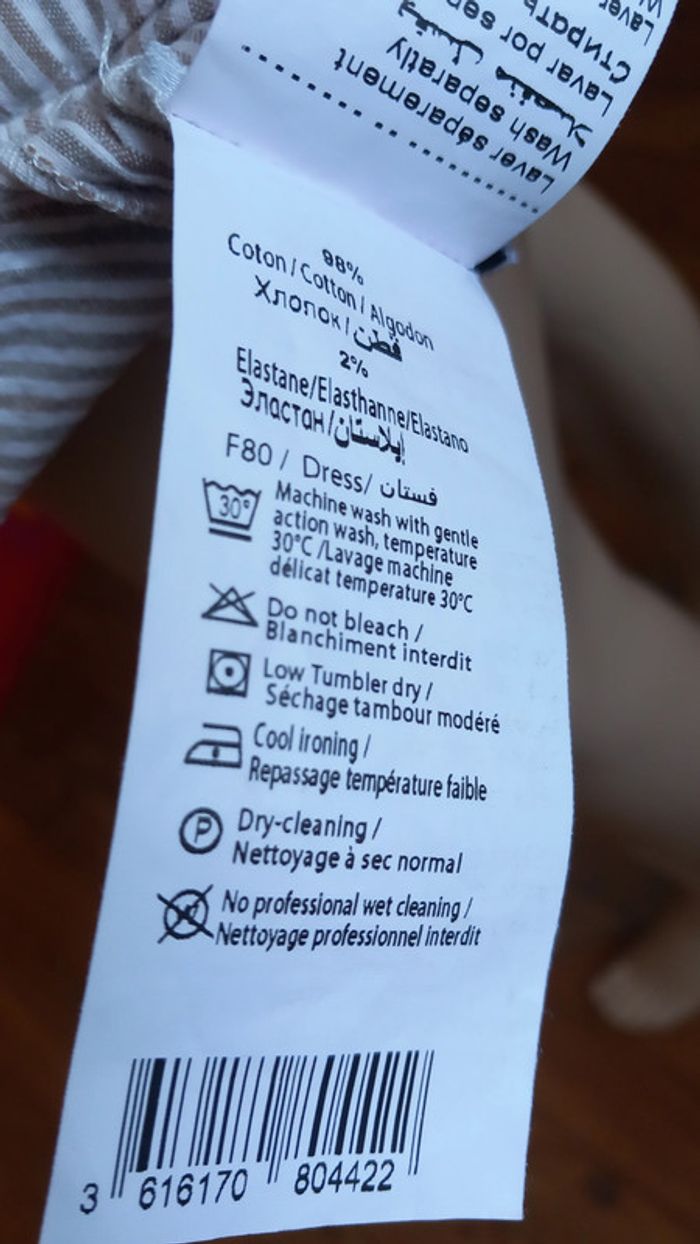 Laver séparément
Wash separatly
Lavar por sep
98%
Coton / Cotton / Algodon
Хлопок / قطن
2%
Elastane/Elasthanne/Elastano
Эластан/إيلاستان
F80 / Dress/ فستان
30°
Machine wash with gentle
action wash, temperature
30°C /Lavage machine
délicat temperature 30°C
Do not bleach /
Blanchiment interdit
Low Tumbler dry /
Séchage tambour modéré
Cool ironing /
Repassage température faible
P
Dry-cleaning /
Nettoyage à sec normal
W
No professional wet cleaning /
Nettoyage professionnel interdit
3 616170 804422